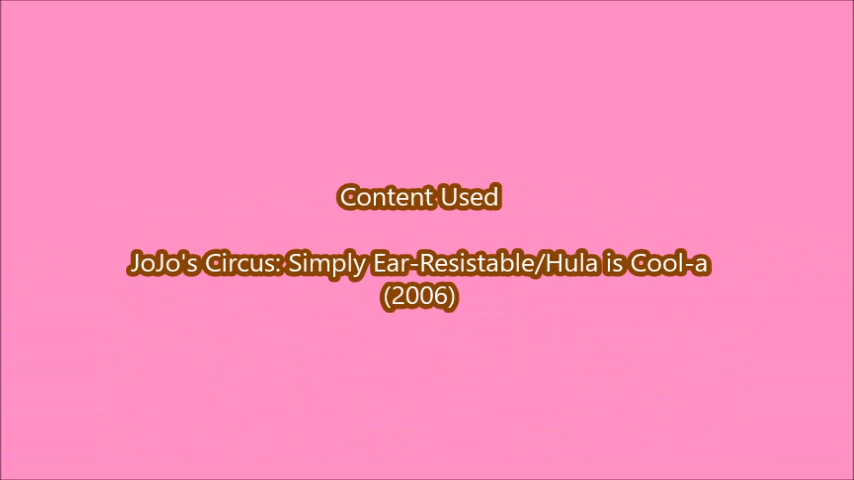 Content Used
JoJo's Circus: Simply Ear-Resistable/Hula is Cool-a
(2006)